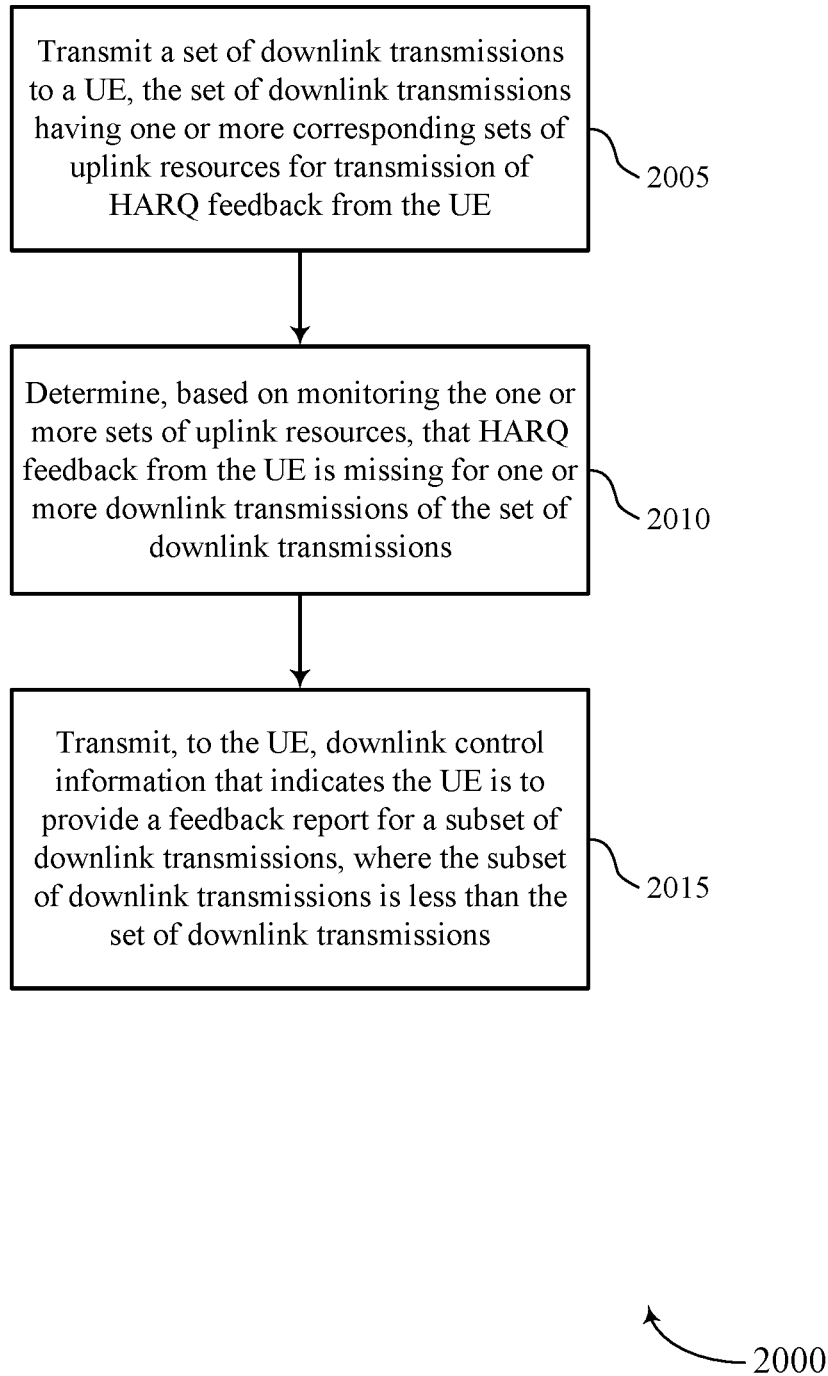 Transmit a set of downlink transmissions
to a UE, the set of downlink transmissions
having one or more corresponding sets of
uplink resources for transmission of
HARQ feedback from the UE
2005
Determine, based on monitoring the one or
more sets of uplink resources, that HARQ
feedback from the UE is missing for one or
more downlink transmissions of the set of
downlink transmissions
2010
Transmit, to the UE, downlink control
information that indicates the UE is to
provide a feedback report for a subset of
downlink transmissions, where the subset
of downlink transmissions is less than the
set of downlink transmissions
2015
2000